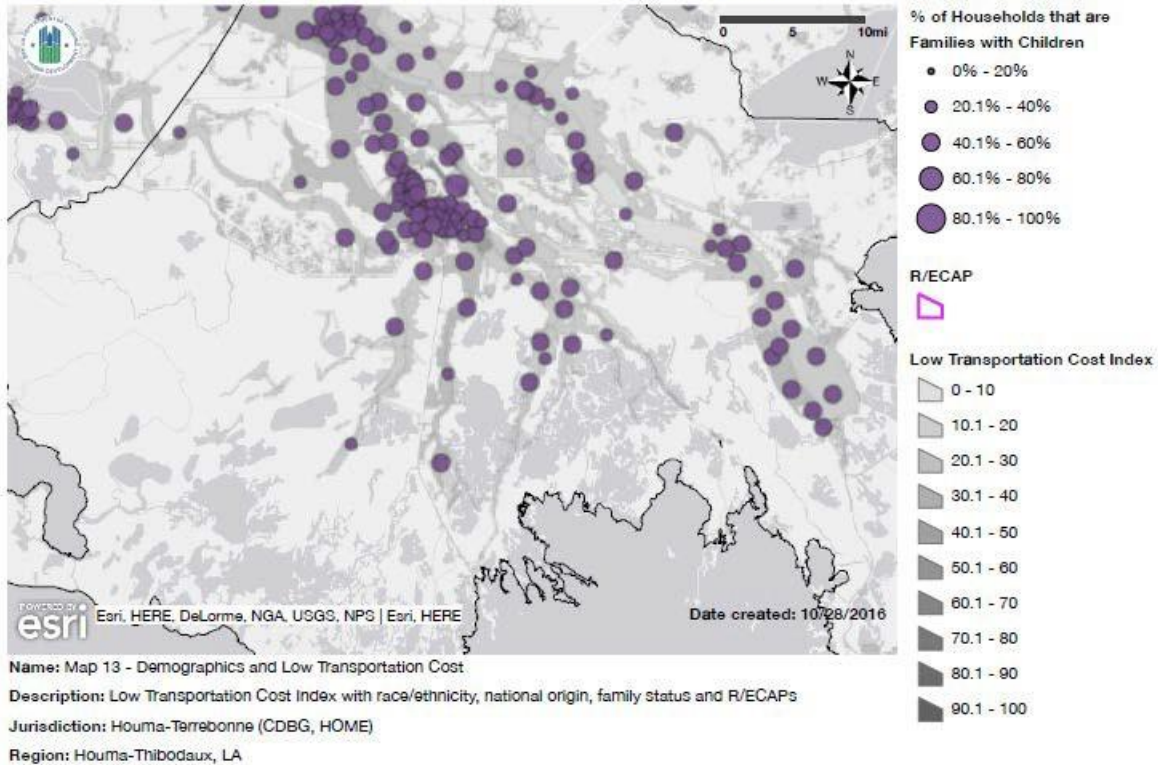 0 5 10mi
N
W E
S
% of Households that are
Families with Children
0% - 20%
20.1% - 40%
40.1% - 60%
60.1% - 80%
80.1% - 100%
R/ECAP
Low Transportation Cost Index
0 - 10
10.1 - 20
20.1 - 30
30.1 - 40
40.1 - 50
50.1 - 60
60.1 - 70
70.1 - 80
80.1 - 90
90.1 - 100
POWERED BY
esri
Esri, HERE, DeLorme, NGA, USGS, NPS | Esri, HERE
Date created: 10/28/2016
Name: Map 13 - Demographics and Low Transportation Cost
Description: Low Transportation Cost Index with race/ethnicity, national origin, family status and R/ECAPs
Jurisdiction: Houma-Terrebonne (CDBG, HOME)
Region: Houma-Thibodaux, LA